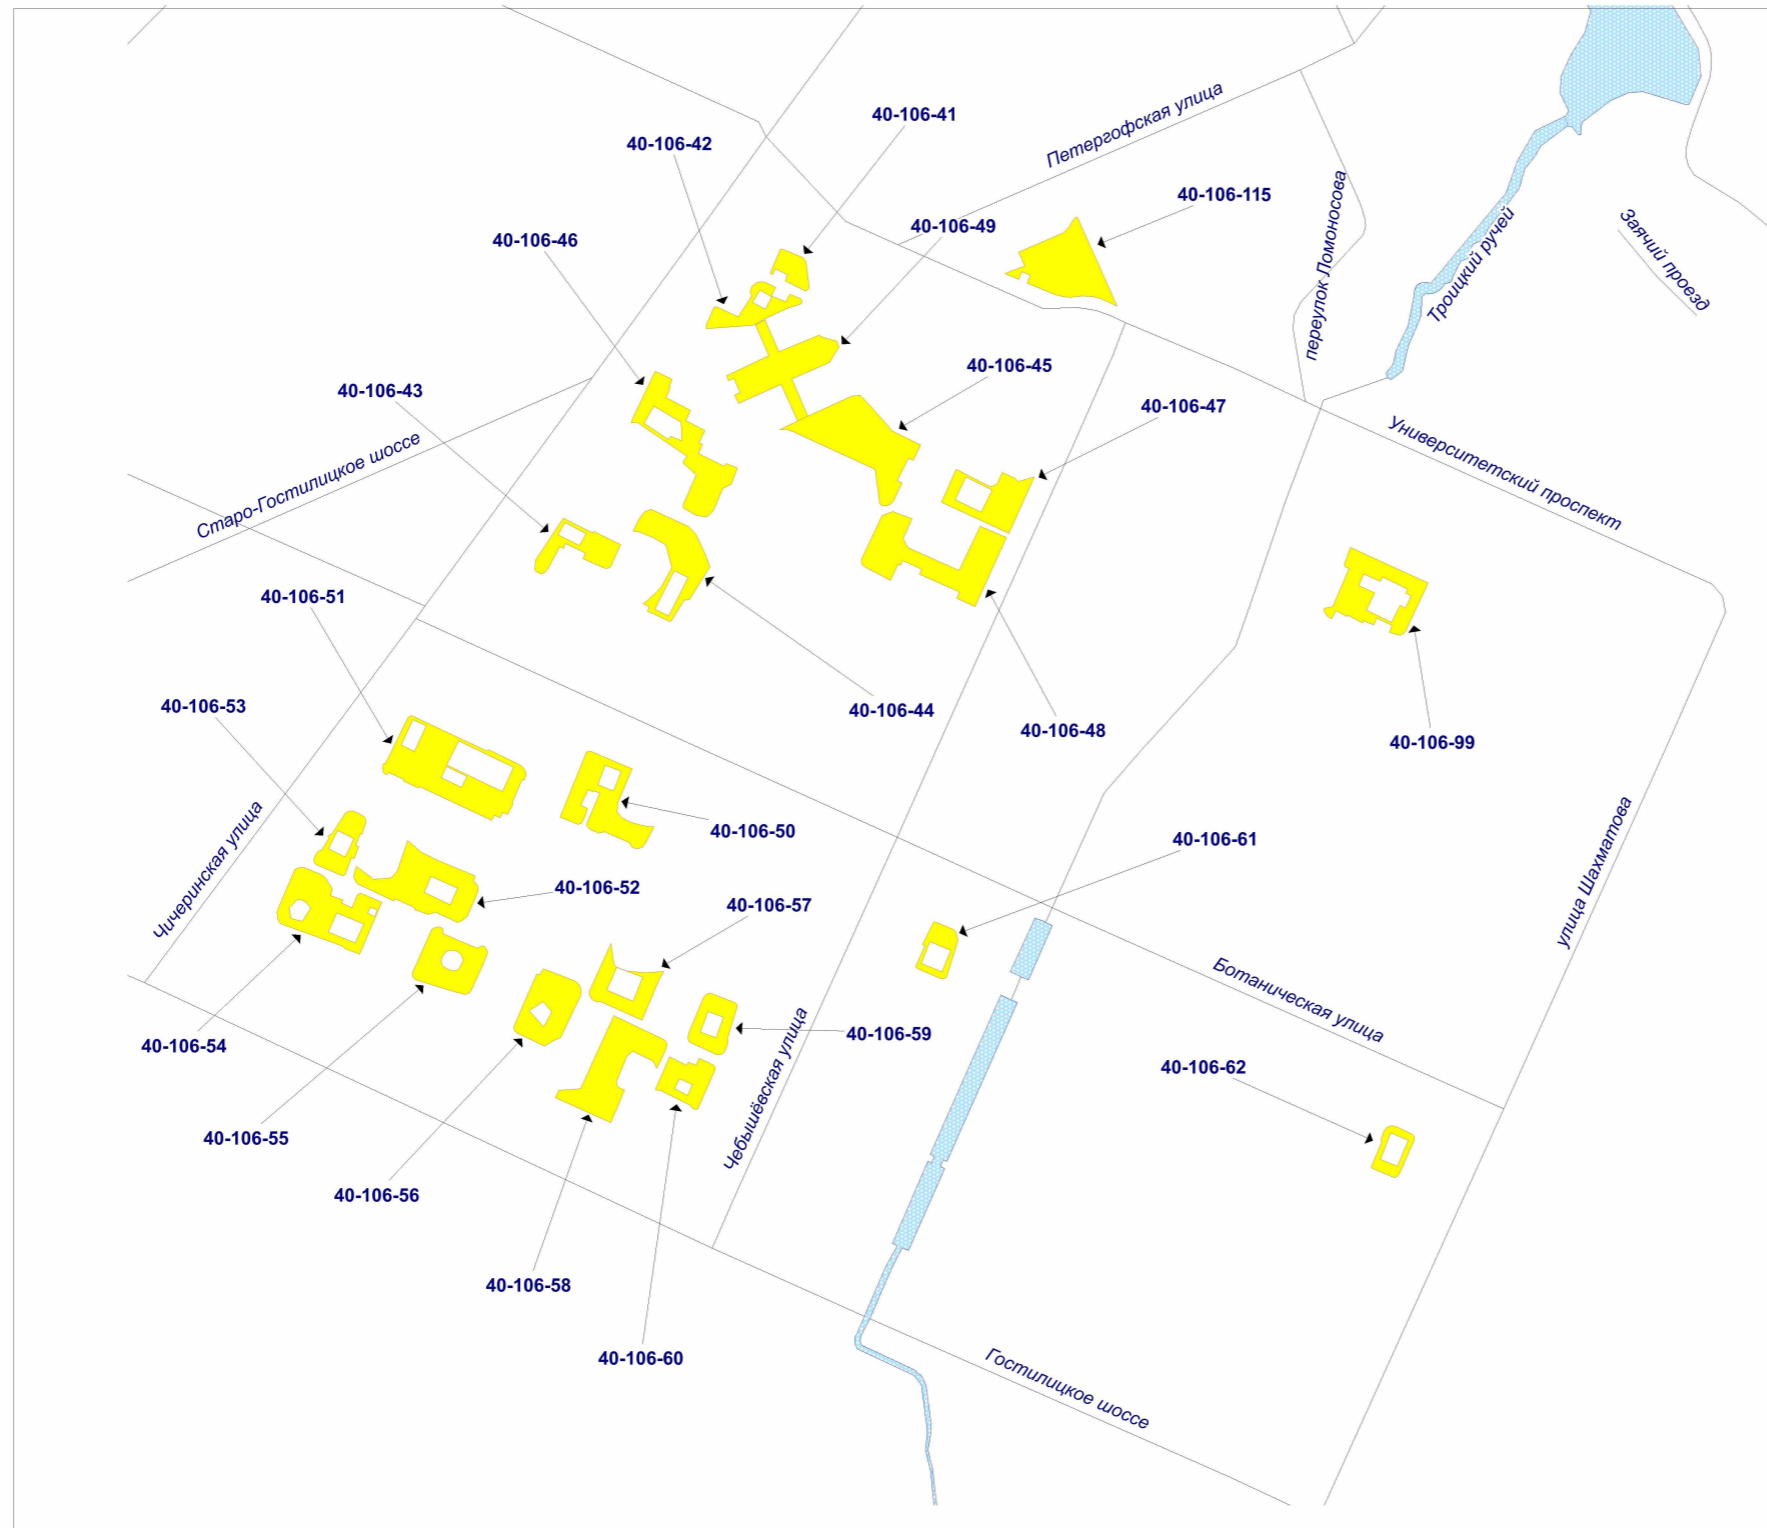 Петергофская улица
40-106-41
40-106-42
переулок Ломоносова
40-106-115
Троицкий ручей
Заячий проезд
40-106-49
40-106-46
40-106-45
40-106-43
40-106-47
Университетский проспект
Старо-Гостилицкое шоссе
40-106-51
40-106-53
40-106-44
40-106-48
40-106-99
40-106-50
40-106-61
Чичеринская улица
улица Шахматова
40-106-52
40-106-57
Ботаническая улица
40-106-54
40-106-59
40-106-62
Чебышёвская улица
40-106-55
40-106-56
40-106-58
40-106-60
Гостилицкое шоссе